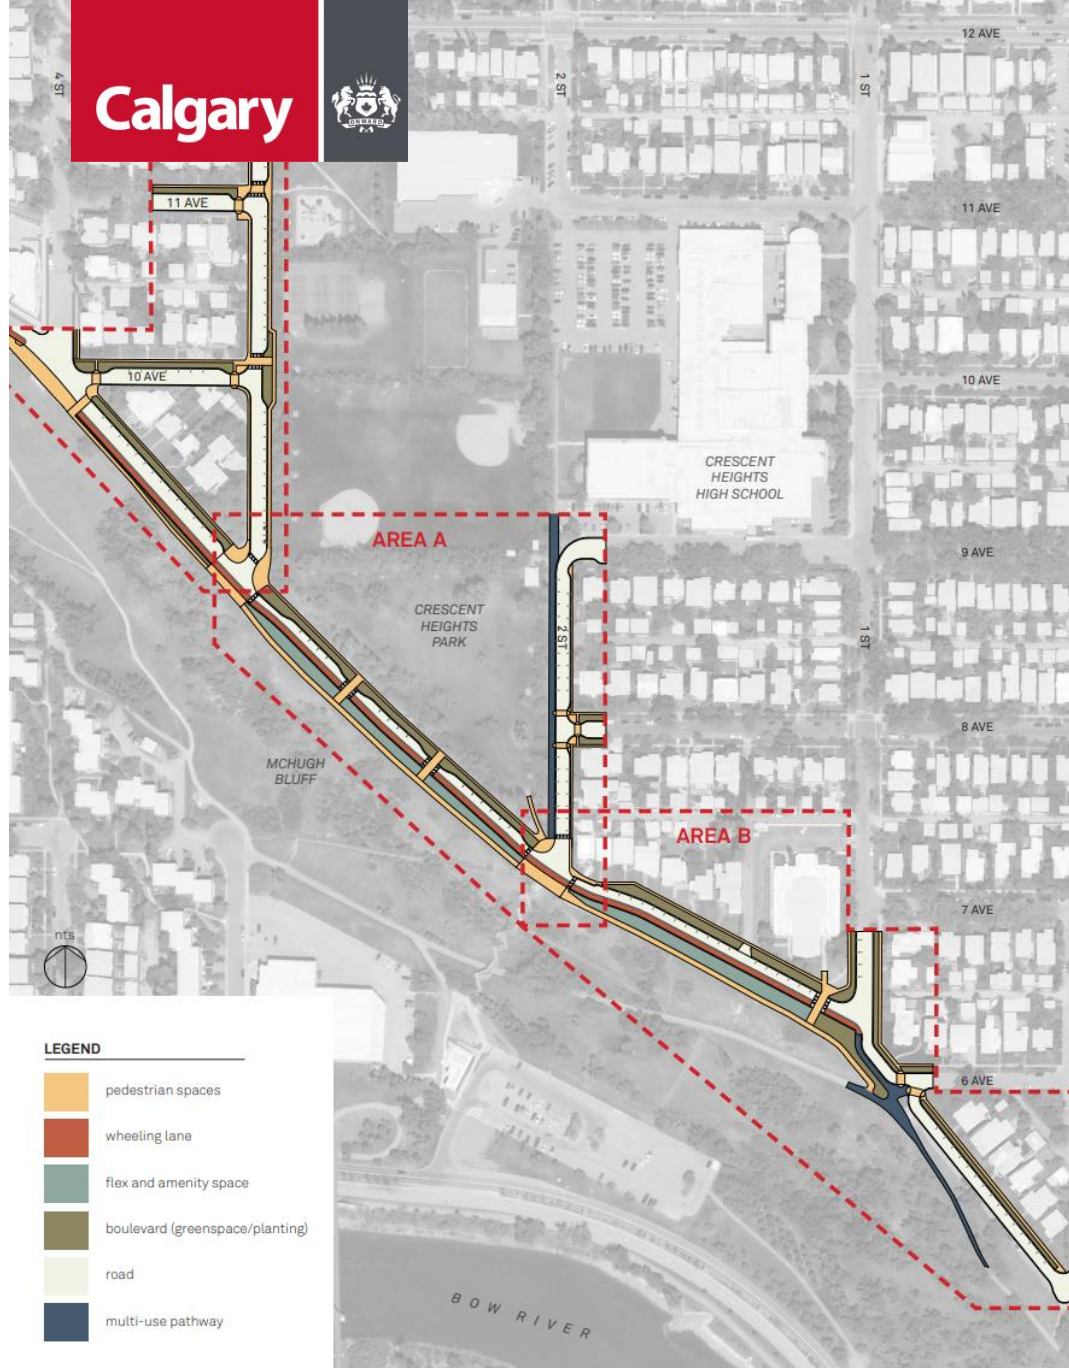 12 AVE
4 ST
2 ST
1 ST
Calgary
ONWARD
11 AVE
11 AVE
10 AVE
10 AVE
CRESCENT
HEIGHTS
HIGH SCHOOL
AREA A
9 AVE
CRESCENT
HEIGHTS
PARK
2 ST
1 ST
8 AVE
MCHUGH
BLUFF
AREA B
7 AVE
nts
6 AVE
LEGEND
pedestrian spaces
wheeling lane
flex and amenity space
boulevard (greenspace/planting)
road
multi-use pathway
BOW RIVER